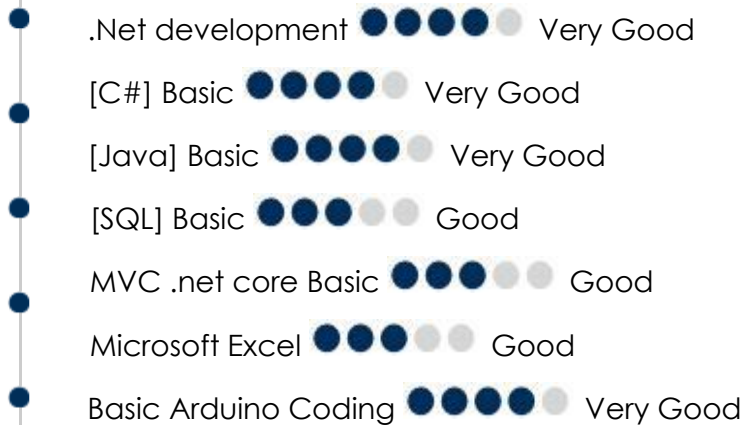 .Net development Very Good
[C#] Basic Very Good
[Java] Basic Very Good
[SQL] Basic Good
MVC .net core Basic Good
Microsoft Excel Good
Basic Arduino Coding Very Good